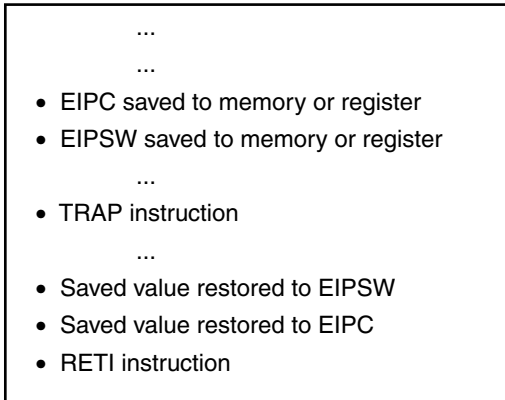 ...
...
• EIPC saved to memory or register
• EIPSW saved to memory or register
...
• TRAP instruction
...
• Saved value restored to EIPSW
• Saved value restored to EIPC
• RETI instruction